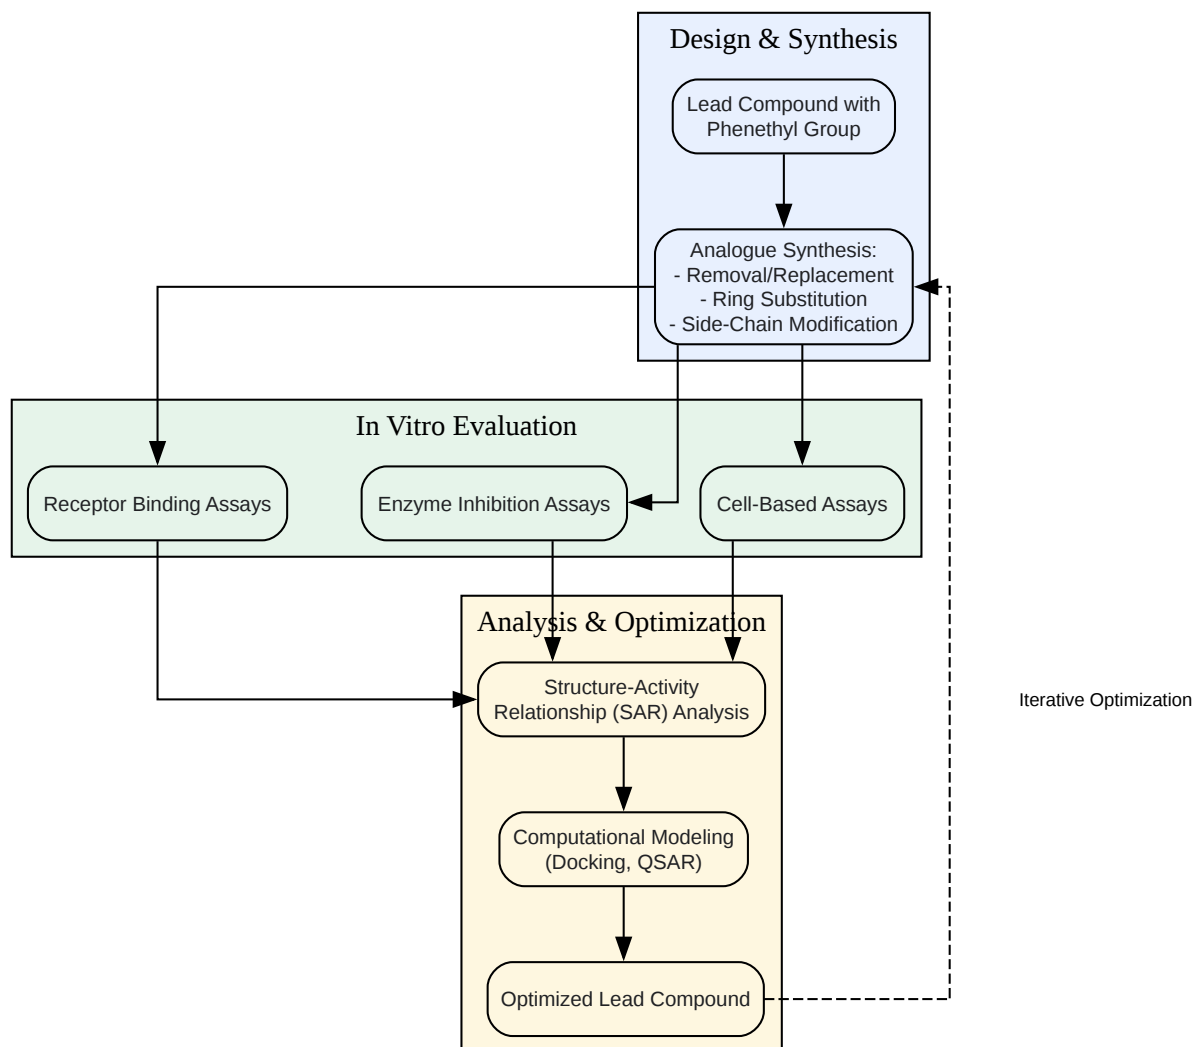 Design & Synthesis
Lead Compound with
Phenethyl Group
Analogue Synthesis:
- Removal/Replacement
- Ring Substitution
- Side-Chain Modification
In Vitro Evaluation
Receptor Binding Assays
Enzyme Inhibition Assays
Cell-Based Assays
Analysis & Optimization
Structure-Activity
Relationship (SAR) Analysis
Iterative Optimization
Computational Modeling
(Docking, QSAR)
Optimized Lead Compound